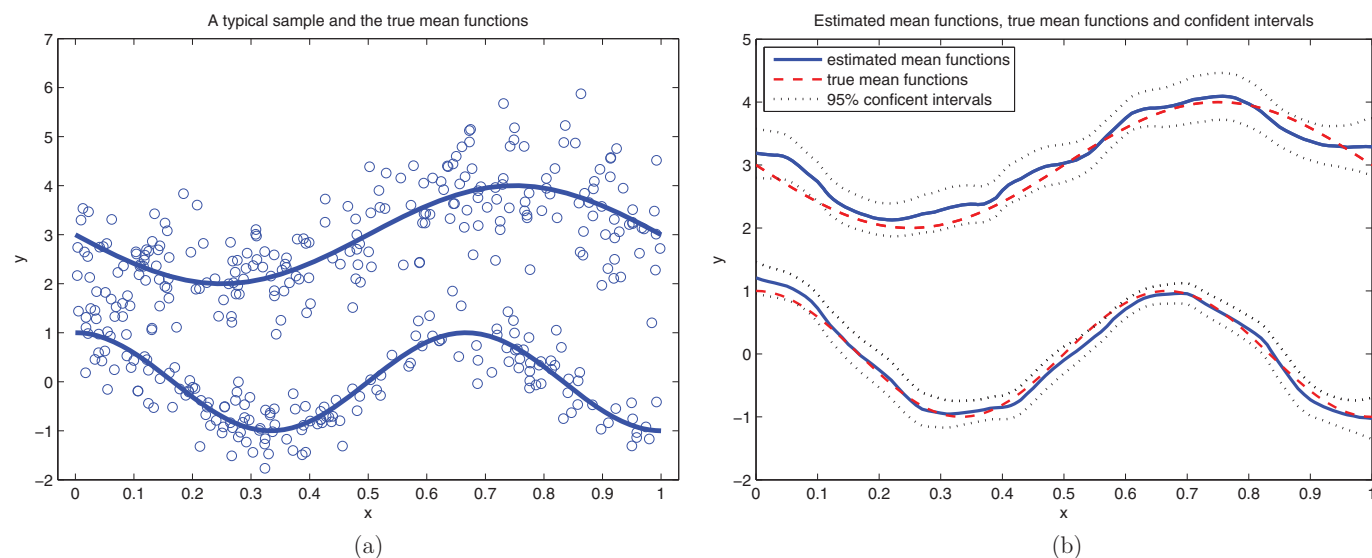 A typical sample and the true mean functions
7
6
5
4
3
2
1
0
−1
−2
y
0 0.1 0.2 0.3 0.4 0.5 0.6 0.7 0.8 0.9 1
x
(a)
Estimated mean functions, true mean functions and confident intervals
estimated mean functions
true mean functions
95% conficent intervals
5
4
3
2
1
0
−1
−2
y
0 0.1 0.2 0.3 0.4 0.5 0.6 0.7 0.8 0.9 1
x
(b)